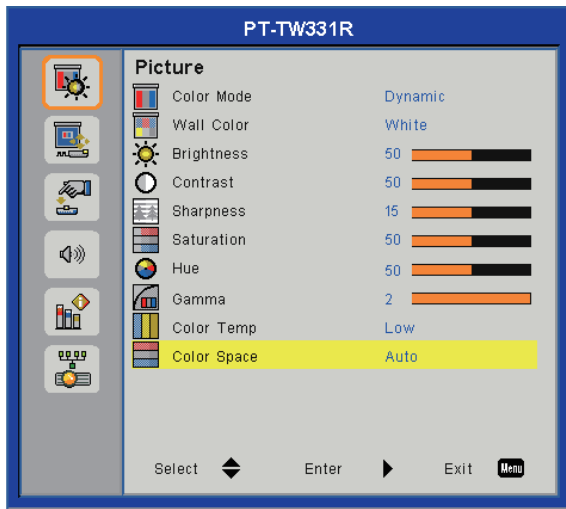 PT-TW331R
Picture
Color Mode Dynamic
Wall Color White
Brightness 50
Contrast 50
Sharpness 15
Saturation 50
Hue 50
Gamma 2
Color Temp Low
Color Space Auto
Select Enter Exit Menu